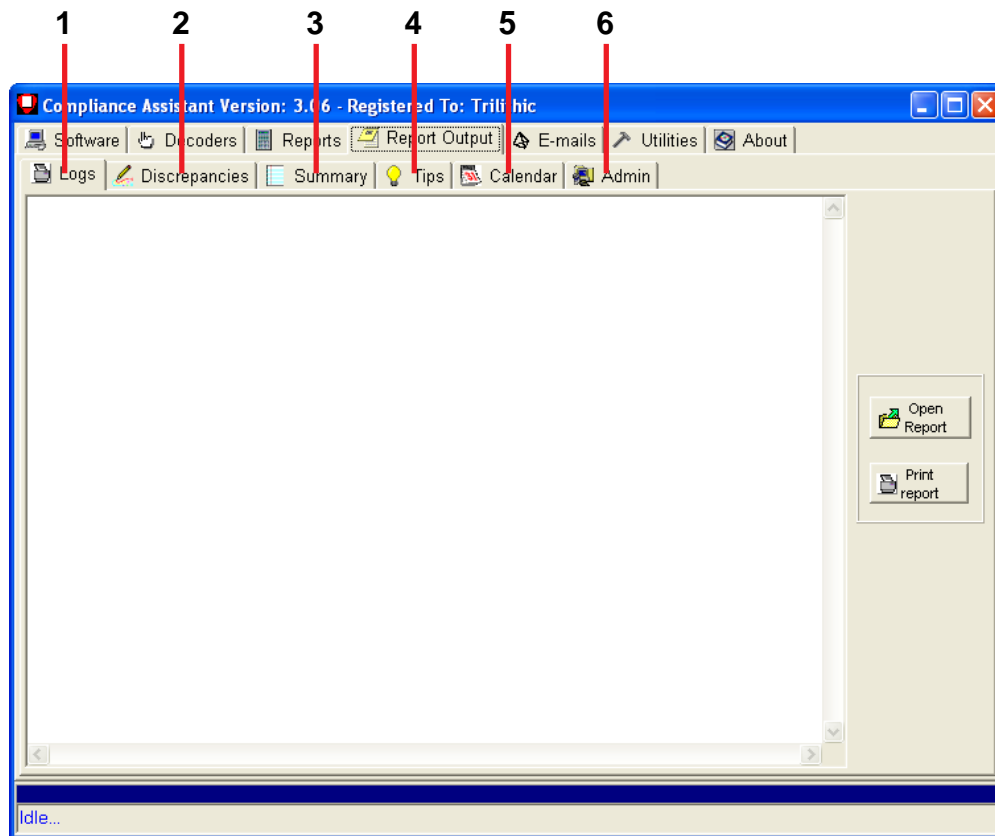 1 2 3 4 5 6
Compliance Assistant Version: 3.06 - Registered To: Trilithic
Software Decoders Reports Report Output E-mails Utilities About
Logs Discrepancies Summary Tips Calendar Admin
Open
Report
Print
report
Idle...